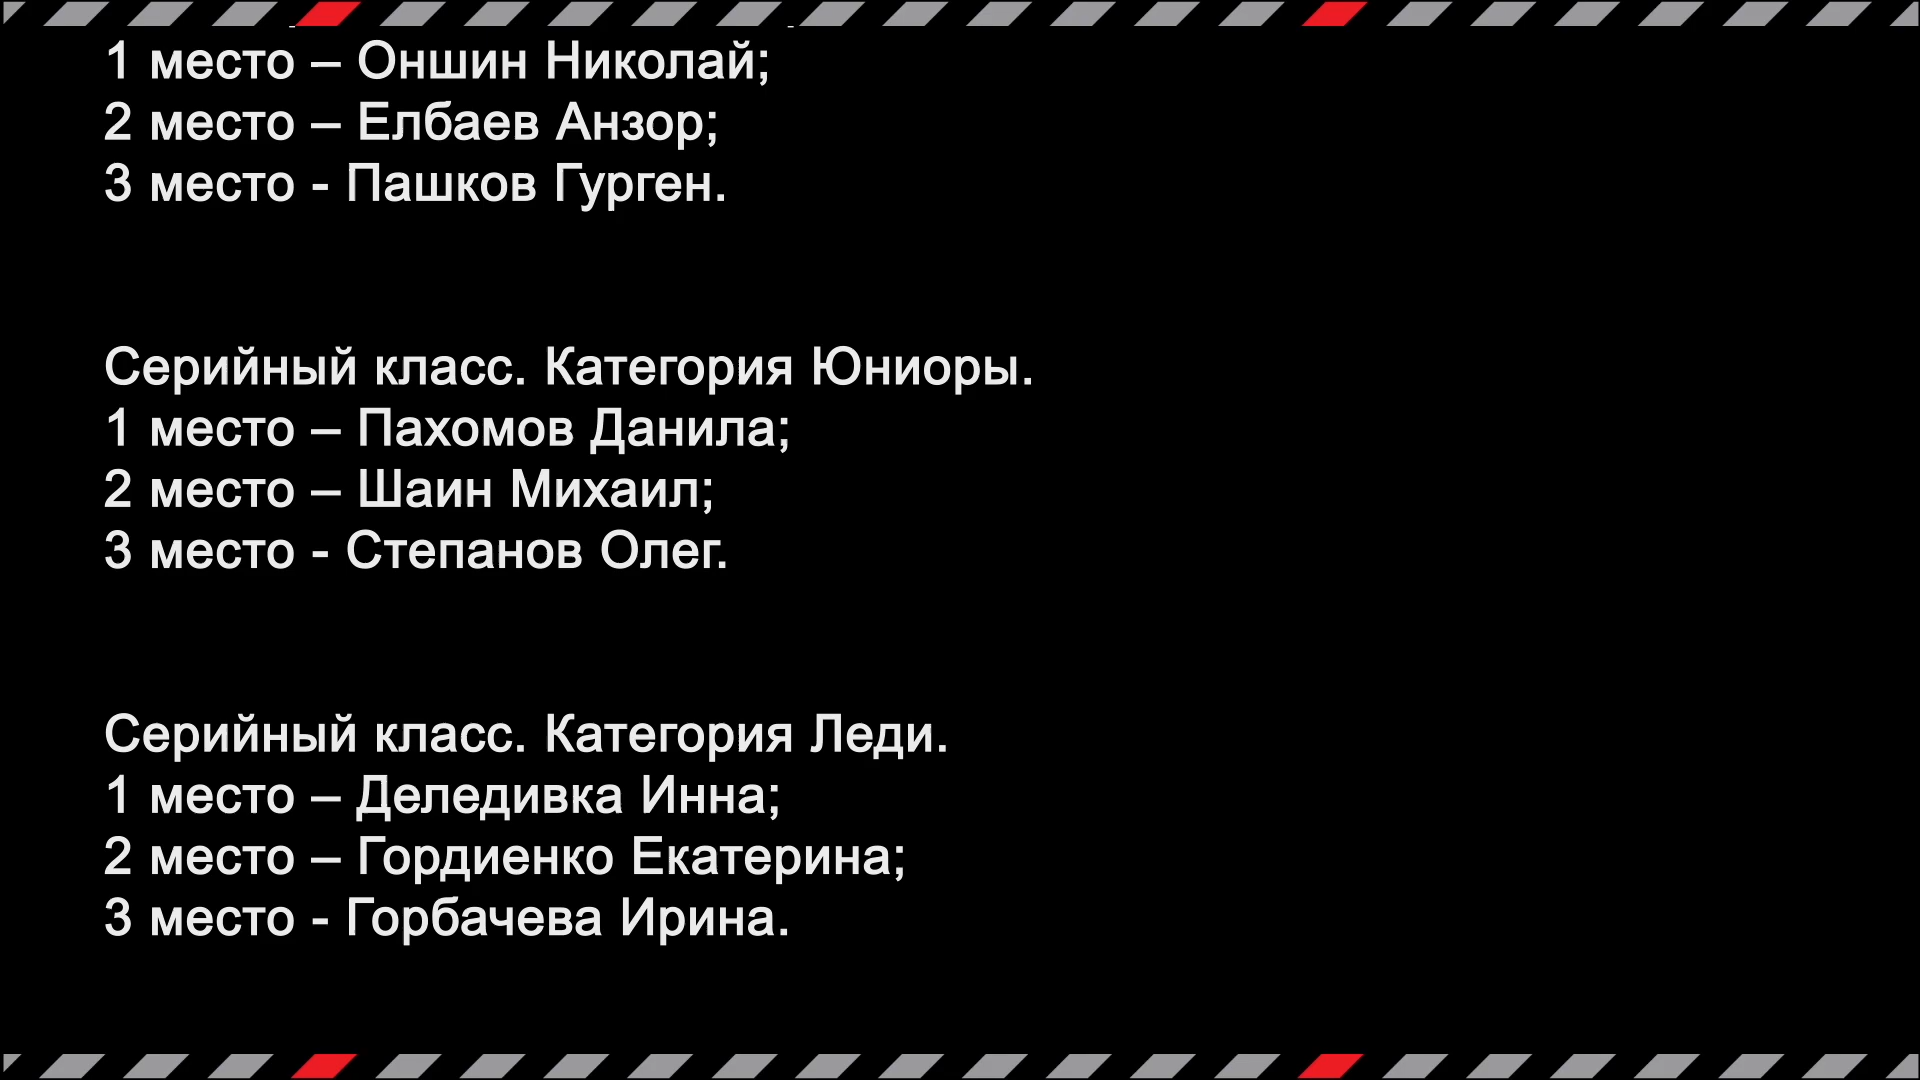 1 место – Оншин Николай;
2 место – Елбаев Анзор;
3 место - Пашков Гурген.
Серийный класс. Категория Юниоры.
1 место – Пахомов Данила;
2 место – Шаин Михаил;
3 место - Степанов Олег.
Серийный класс. Категория Леди.
1 место – Деледивка Инна;
2 место – Гордиенко Екатерина;
3 место - Горбачева Ирина.